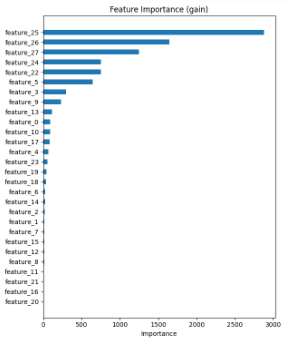 Feature Importance (gain)
feature_25
feature_26
feature_27
feature_24
feature_22
feature_5
feature_3
feature_9
feature_13
feature_0
feature_10
feature_17
feature_4
feature_23
feature_19
feature_18
feature_6
feature_14
feature_2
feature_1
feature_7
feature_15
feature_12
feature_8
feature_11
feature_21
feature_16
feature_20
0 500 1000 1500 2000 2500 3000
Importance